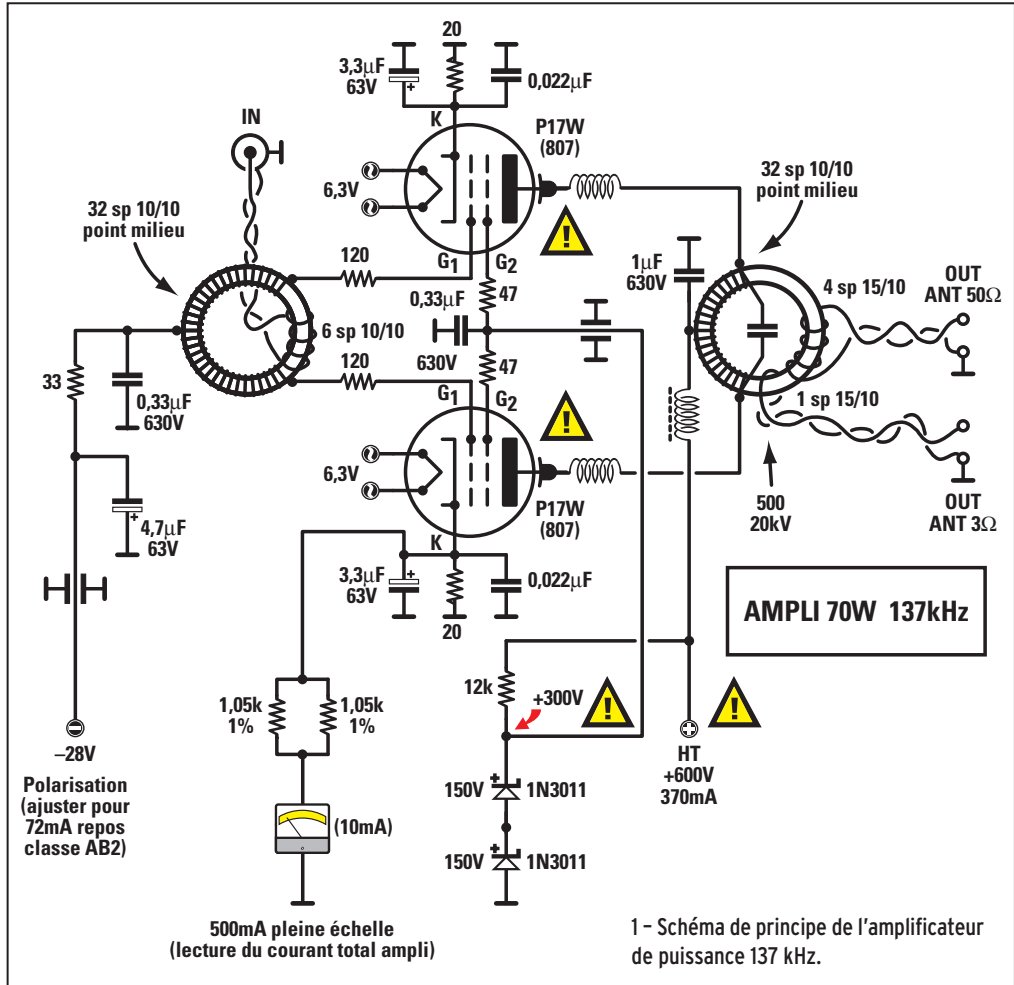 20
3,3µF
63V
0,022µF
K
IN
P17W
(807)
6,3V
32 sp 10/10
point milieu
32 sp 10/10
point milieu
120
G1
G2
47
1µF
630V
4 sp 15/10
OUT
ANT 50Ω
0,33µF
630V
6 sp 10/10
33
0,33µF
630V
120
47
G1
G2
1 sp 15/10
6,3V
P17W
(807)
500
20kV
OUT
ANT 3Ω
4,7µF
63V
K
3,3µF
63V
0,022µF
20
AMPLI 70W 137kHz
12k
+300V
1,05k
1%
1,05k
1%
–28V
Polarisation
(ajuster pour
72mA repos
classe AB2)
HT
+600V
370mA
150V
1N3011
(10mA)
150V
1N3011
500mA pleine échelle
(lecture du courant total ampli)
1 – Schéma de principe de l'amplificateur
de puissance 137 kHz.